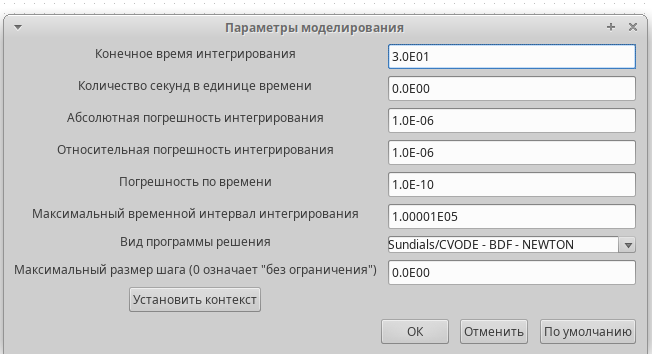 Параметры моделирования
Конечное время интегрирования 3.0E01
Количество секунд в единице времени 0.0E00
Абсолютная погрешность интегрирования 1.0E-06
Относительная погрешность интегрирования 1.0E-06
Погрешность по времени 1.0E-10
Максимальный временной интервал интегрирования 1.00001E05
Вид программы решения Sundials/CVODE - BDF - NEWTON
Максимальный размер шага (0 означает "без ограничения") 0.0E00
Установить контекст
ОК Отменить По умолчанию